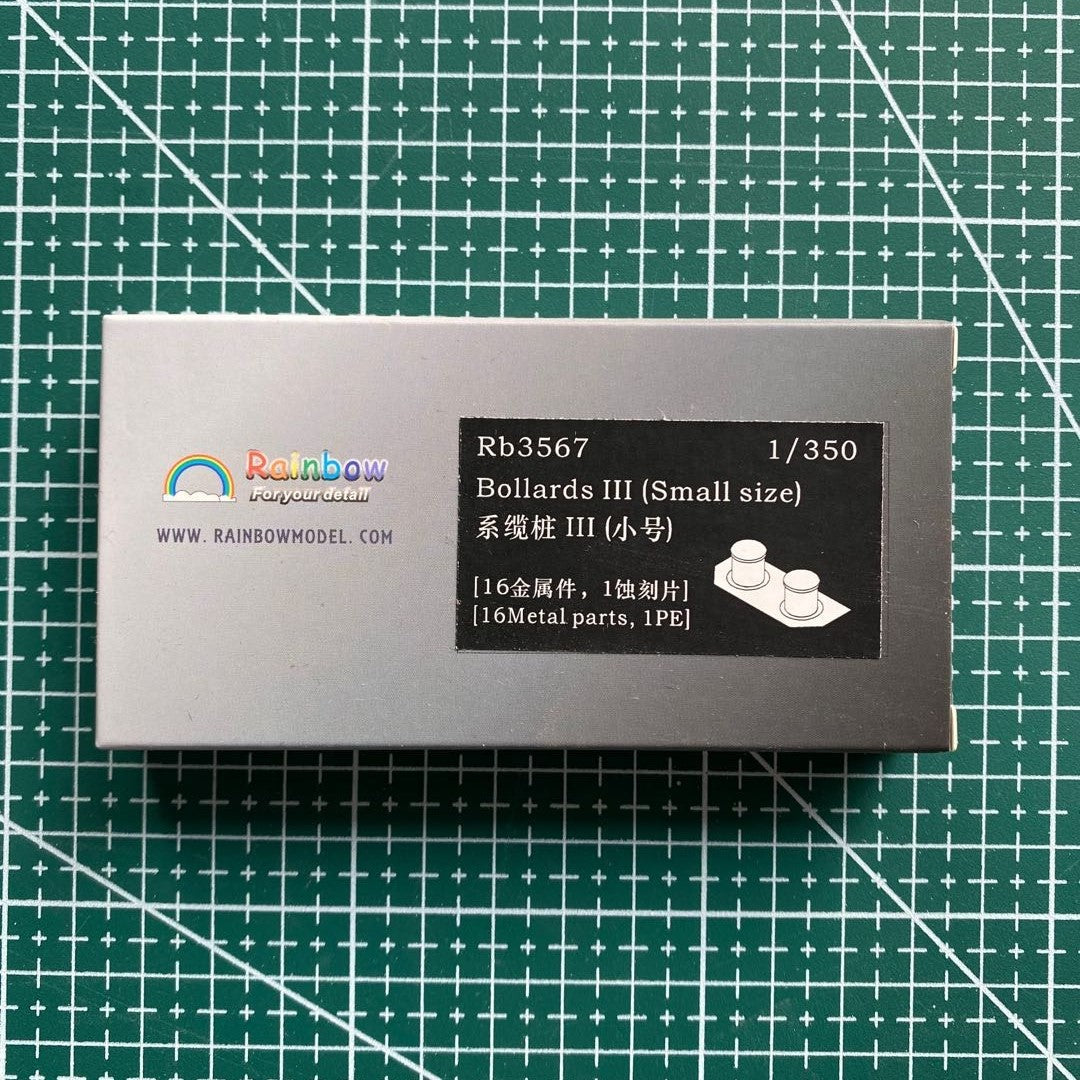 Rainbow
For your detail
WWW. RAINBOWMODEL. COM
Rb3567 1/350
Bollards III (Small size)
系缆桩 III (小号)
[16金属件，1蚀刻片]
[16Metal parts, 1PE]